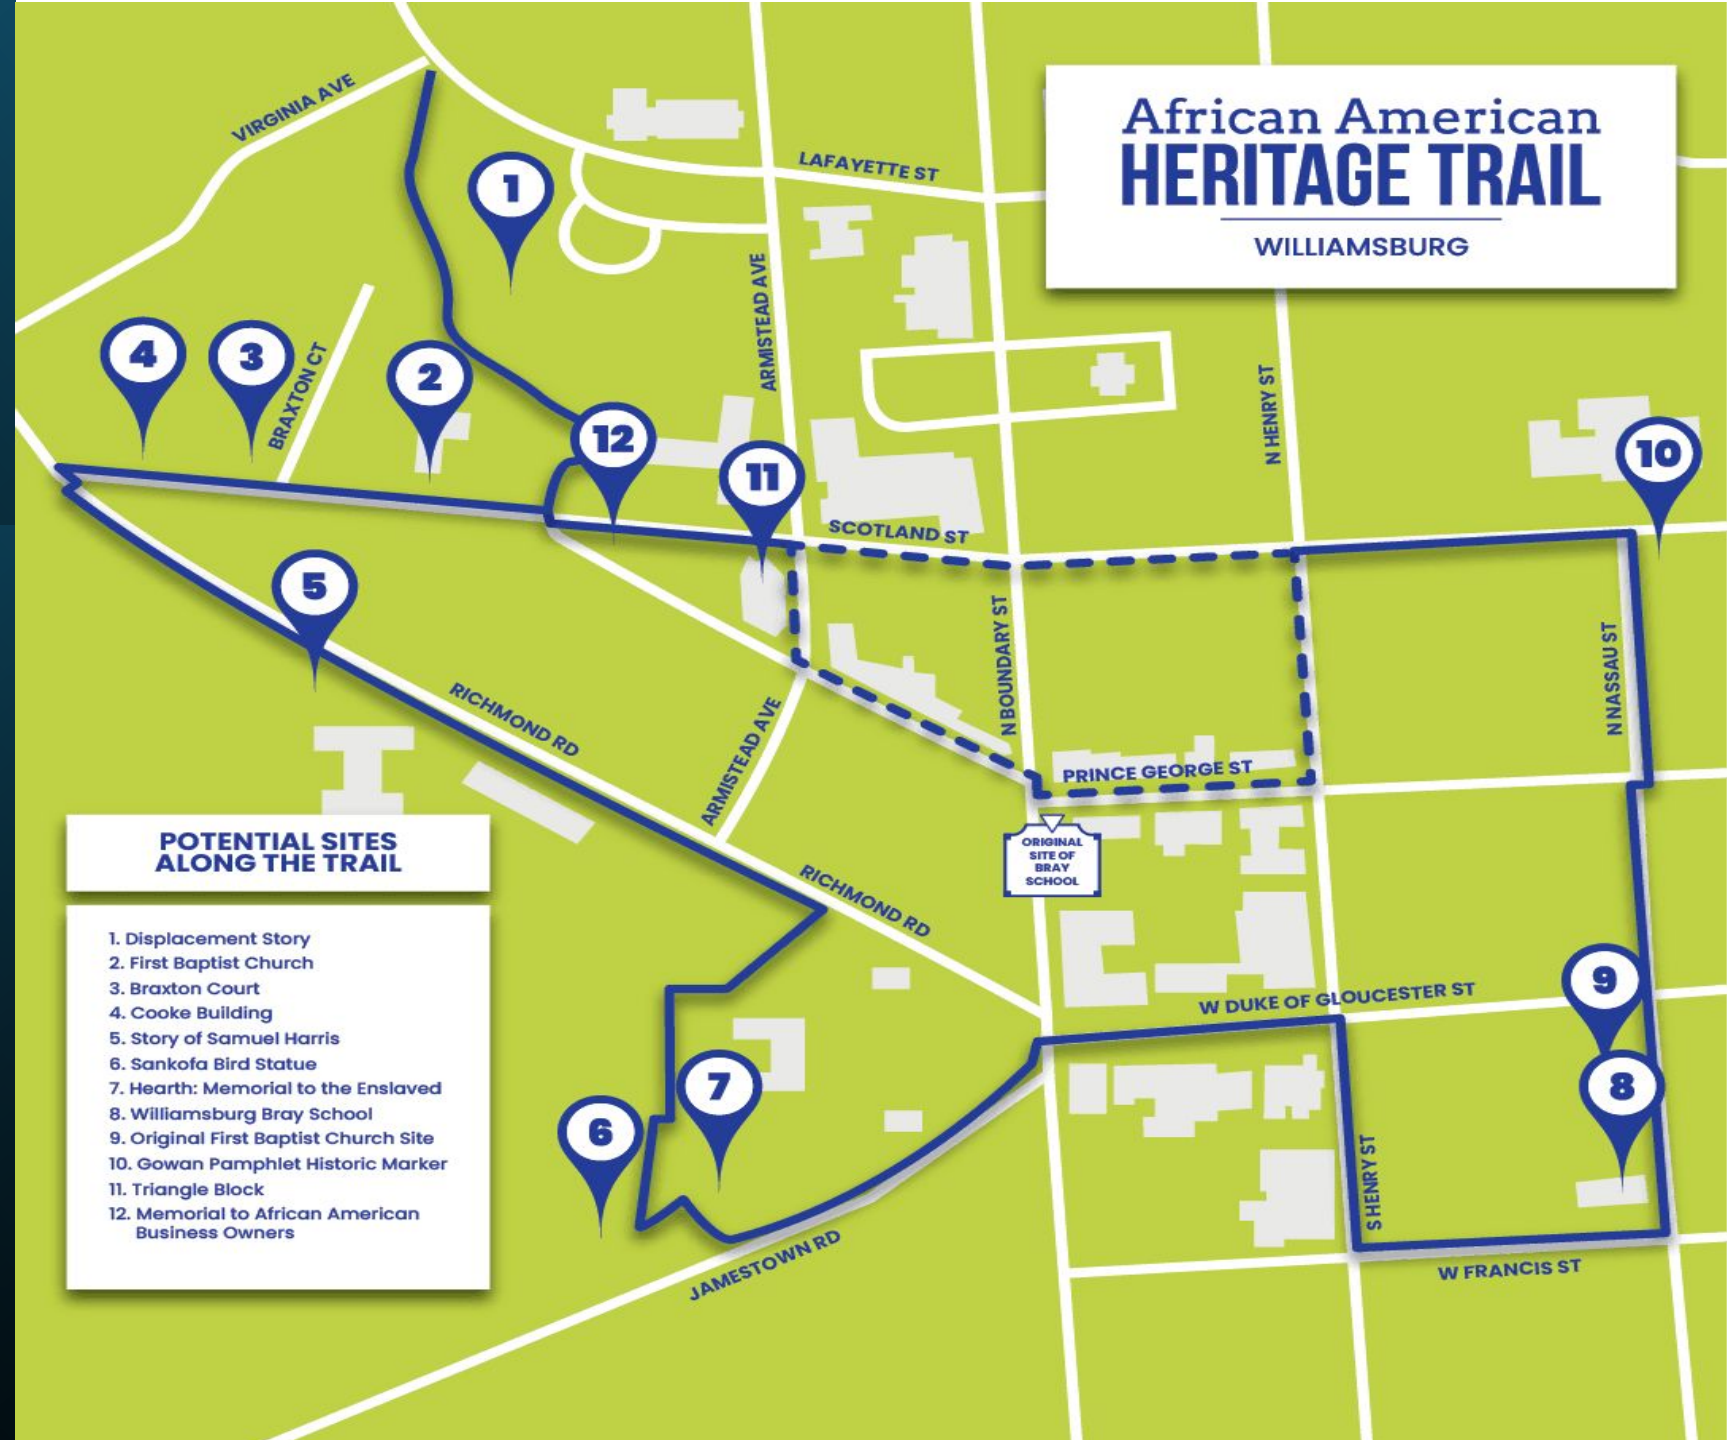 African American
HERITAGE TRAIL
WILLIAMSBURG
VIRGINIA AVE
1
LAFAYETTE ST
ARMISTEAD AVE
4
3
BRAXTON CT
2
12
11
N HENRY ST
10
SCOTLAND ST
5
N BOUNDARY ST
N NASSAU ST
RICHMOND RD
ARMISTEAD AVE
PRINCE GEORGE ST
ORIGINAL
SITE OF
BRAY
SCHOOL
RICHMOND RD
W DUKE OF GLOUCESTER ST
9
8
7
6
S HENRY ST
JAMESTOWN RD
W FRANCIS ST
POTENTIAL SITES
ALONG THE TRAIL
1. Displacement Story
2. First Baptist Church
3. Braxton Court
4. Cooke Building
5. Story of Samuel Harris
6. Sankofa Bird Statue
7. Hearth: Memorial to the Enslaved
8. Williamsburg Bray School
9. Original First Baptist Church Site
10. Gowan Pamphlet Historic Marker
11. Triangle Block
12. Memorial to African American
Business Owners